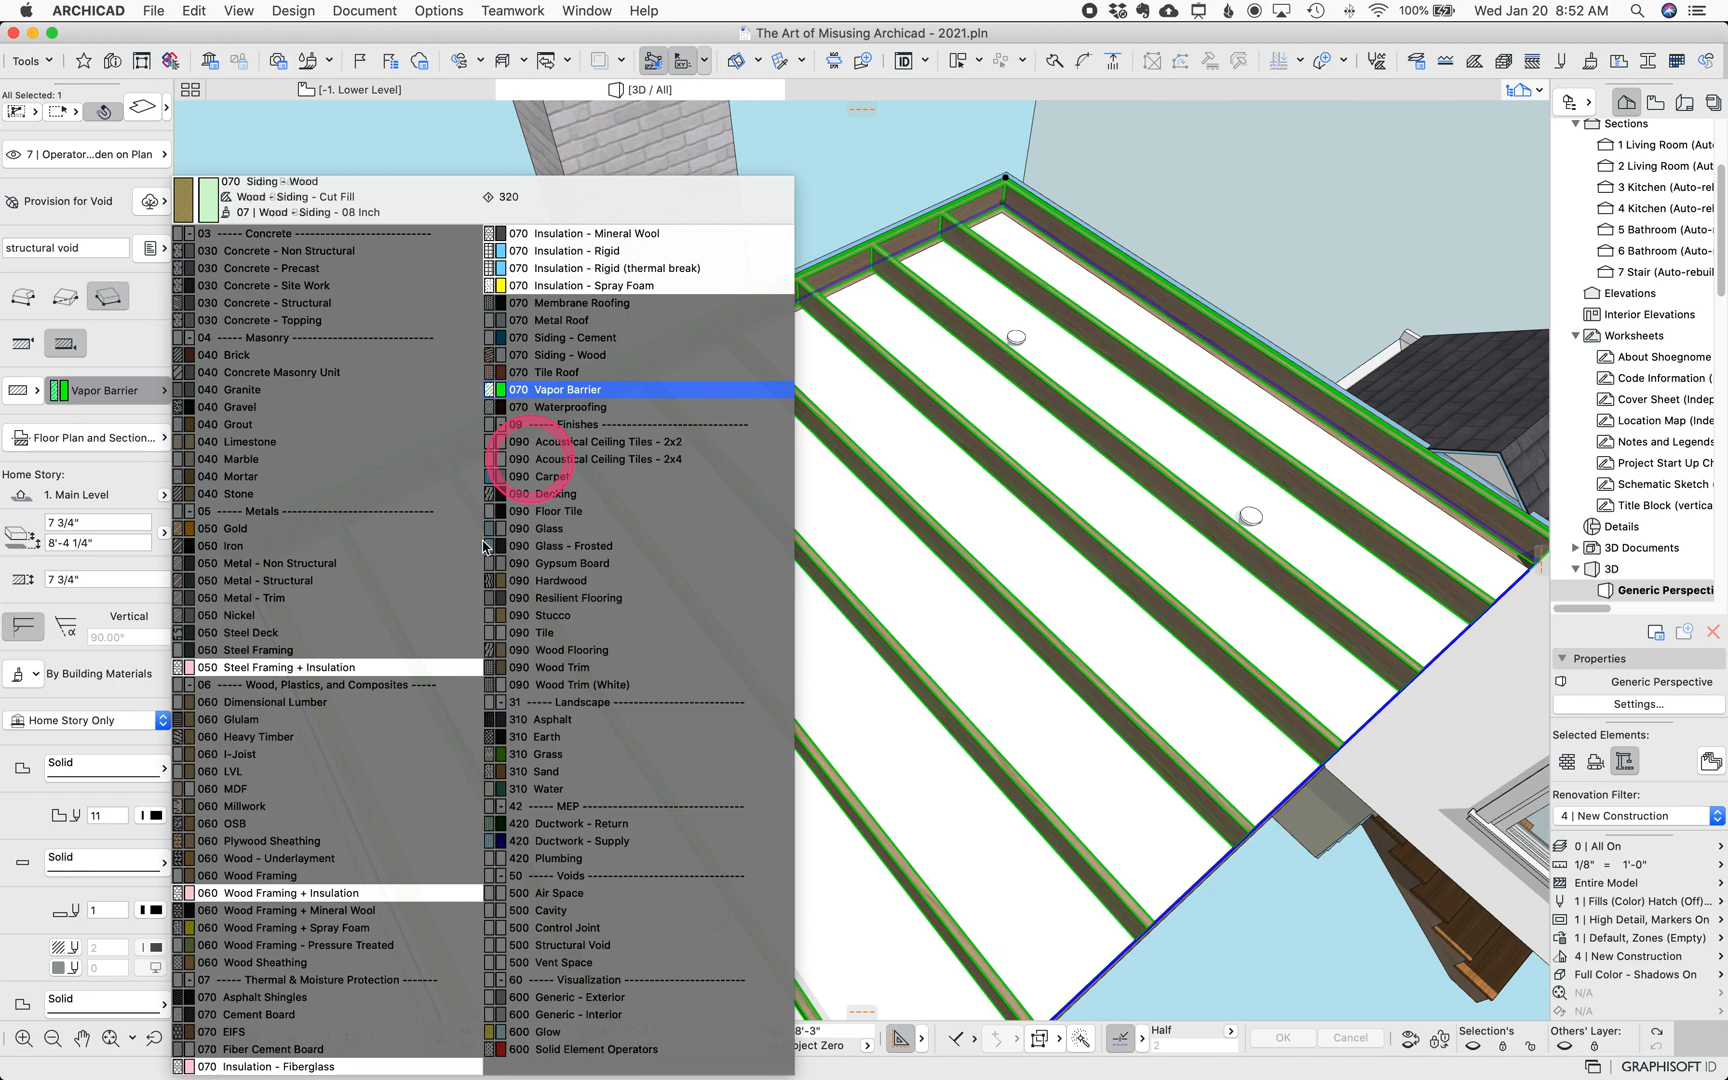 ARCHICAD File Edit View Design Document Options Teamwork Window Help
100% Wed Jan 20 8:52 AM
The Art of Misusing Archicad - 2021.pln
Tools
All Selected: 1
[-1. Lower Level]
[3D / All]
7 | Operator...den on Plan
Provision for Void
structural void
Vapor Barrier
Floor Plan and Section...
Home Story:
1. Main Level
7 3/4"
8'-4 1/4"
7 3/4"
Vertical
90.00°
By Building Materials
Home Story Only
Solid
11
Solid
1
2
0
Solid
070 Siding - Wood
Wood - Siding - Cut Fill
320
07 | Wood - Siding - 08 Inch
03 ----- Concrete --------------------------
030 Concrete - Non Structural
030 Concrete - Precast
030 Concrete - Site Work
030 Concrete - Structural
030 Concrete - Topping
04 ----- Masonry ---------------------------
040 Brick
040 Concrete Masonry Unit
040 Granite
040 Gravel
040 Grout
040 Limestone
040 Marble
040 Mortar
040 Stone
05 ----- Metals ----------------------------
050 Gold
050 Iron
050 Metal - Non Structural
050 Metal - Structural
050 Metal - Trim
050 Nickel
050 Steel Deck
050 Steel Framing
050 Steel Framing + Insulation
06 ----- Wood, Plastics, and Composites -----
060 Dimensional Lumber
060 Glulam
060 Heavy Timber
060 I-Joist
060 LVL
060 MDF
060 Millwork
060 OSB
060 Plywood Sheathing
060 Wood - Underlayment
060 Wood Framing
060 Wood Framing + Insulation
060 Wood Framing + Mineral Wool
060 Wood Framing + Spray Foam
060 Wood Framing - Pressure Treated
060 Wood Sheathing
07 ----- Thermal & Moisture Protection -------
070 Asphalt Shingles
070 Cement Board
070 EIFS
070 Fiber Cement Board
070 Insulation - Fiberglass
070 Insulation - Mineral Wool
070 Insulation - Rigid
070 Insulation - Rigid (thermal break)
070 Insulation - Spray Foam
070 Membrane Roofing
070 Metal Roof
070 Siding - Cement
070 Siding - Wood
070 Tile Roof
070 Vapor Barrier
070 Waterproofing
09 ----- Finishes ---------------------------
090 Acoustical Ceiling Tiles - 2x2
090 Acoustical Ceiling Tiles - 2x4
090 Carpet
090 Decking
090 Floor Tile
090 Glass
090 Glass - Frosted
090 Gypsum Board
090 Hardwood
090 Resilient Flooring
090 Stucco
090 Tile
090 Wood Flooring
090 Wood Trim
090 Wood Trim (White)
31 ----- Landscape ------------------------
310 Asphalt
310 Earth
310 Grass
310 Sand
310 Water
42 ----- MEP ------------------------------
420 Ductwork - Return
420 Ductwork - Supply
420 Plumbing
50 ----- Voids -----------------------------
500 Air Space
500 Cavity
500 Control Joint
500 Structural Void
500 Vent Space
60 ----- Visualization ----------------------
600 Generic - Exterior
600 Generic - Interior
600 Glow
600 Solid Element Operators
Sections
1 Living Room (Aut
2 Living Room (Aut
3 Kitchen (Auto-rel
4 Kitchen (Auto-rel
5 Bathroom (Auto-
6 Bathroom (Auto-
7 Stair (Auto-rebuil
Elevations
Interior Elevations
Worksheets
About Shoegnome
Code Information (
Cover Sheet (Indep
Location Map (Inde
Notes and Legends
Project Start Up Ch
Schematic Sketch (
Title Block (vertica
Details
3D Documents
3D
Generic Perspecti
Properties
Generic Perspective
Settings...
Selected Elements:
Renovation Filter:
4 | New Construction
0 | All On
1/8" = 1'-0"
Entire Model
1 | Fills (Color) Hatch (Off)...
1 | High Detail, Markers On
1 | Default, Zones (Empty)
4 | New Construction
Full Color - Shadows On
N/A
N/A
8'-3"
oject Zero
Half
2
OK
Cancel
Selection's
Others' Layer:
GRAPHISOFT ID